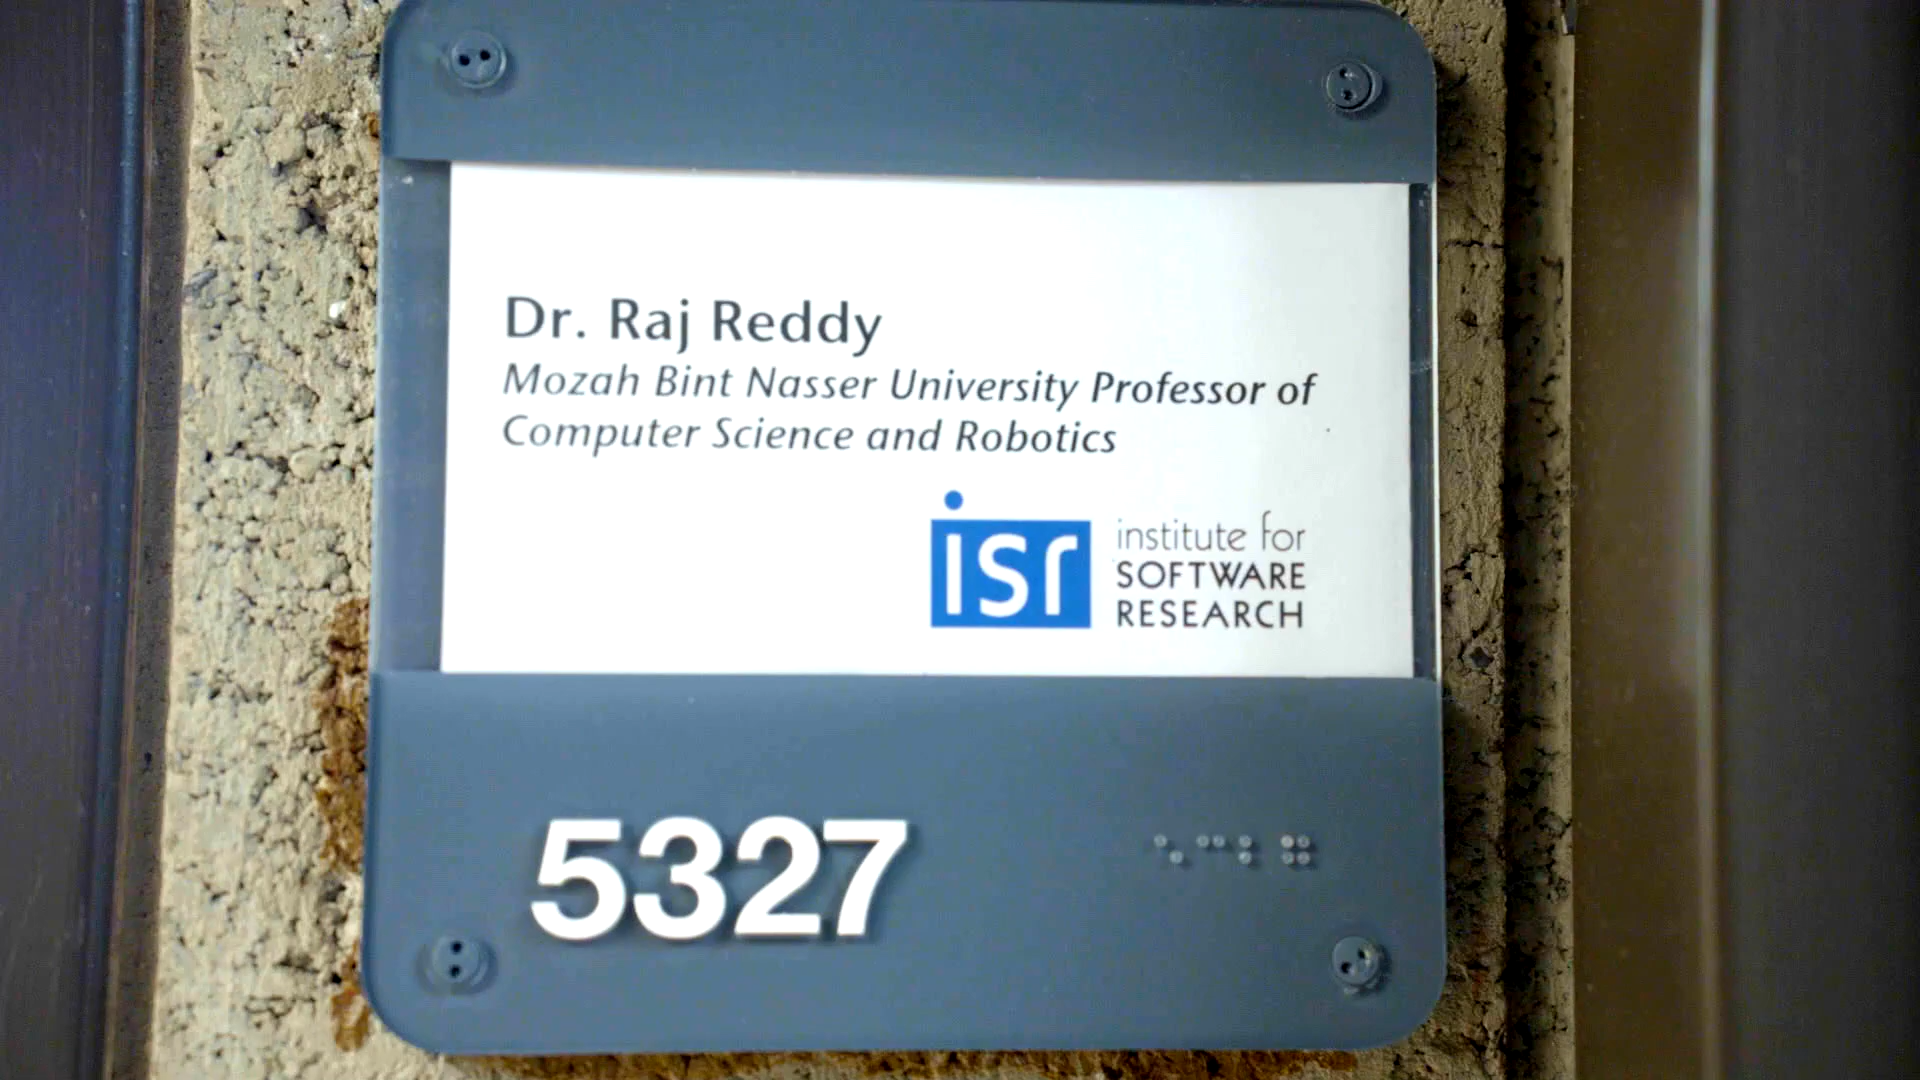 Dr. Raj Reddy
Mozah Bint Nasser University Professor of
Computer Science and Robotics
isr
institute for
SOFTWARE
RESEARCH
5327